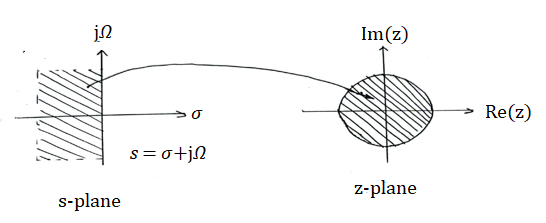 jΩ
σ
s = σ+jΩ
s-plane
Im(z)
Re(z)
z-plane